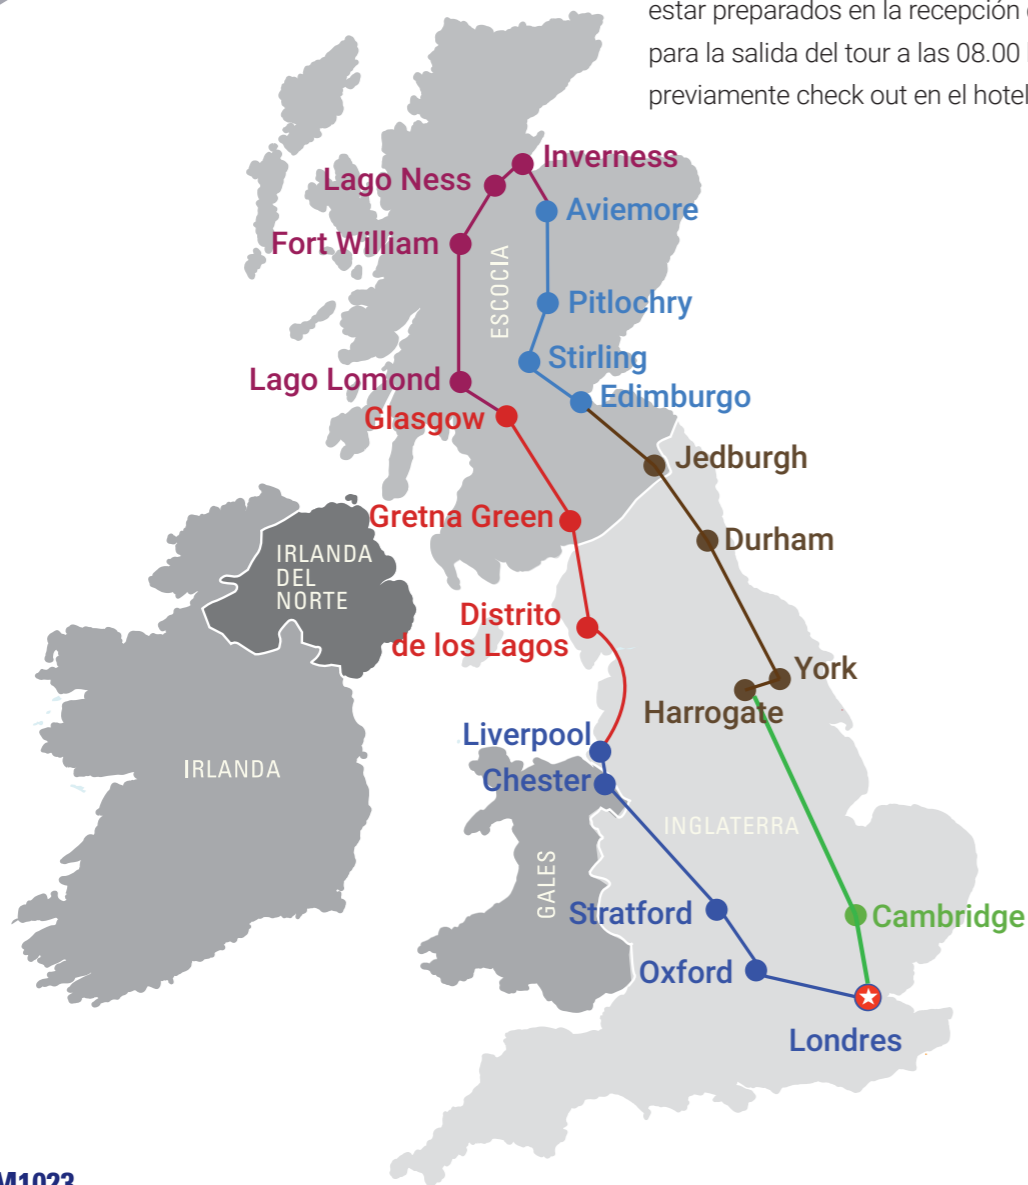 estar preparados en la recepción
para la salida del tour a las 08.00
previamente check out en el hotel
Inverness
Lago Ness
Aviemore
Fort William
ESCOCIA
Pitlochry
Stirling
Lago Lomond
Edimburgo
Glasgow
Jedburgh
Gretna Green
Durham
IRLANDA
DEL
NORTE
Distrito
de los Lagos
York
Harrogate
Liverpool
IRLANDA
Chester
INGLATERRA
GALES
Stratford
Cambridge
Oxford
Londres
M1023